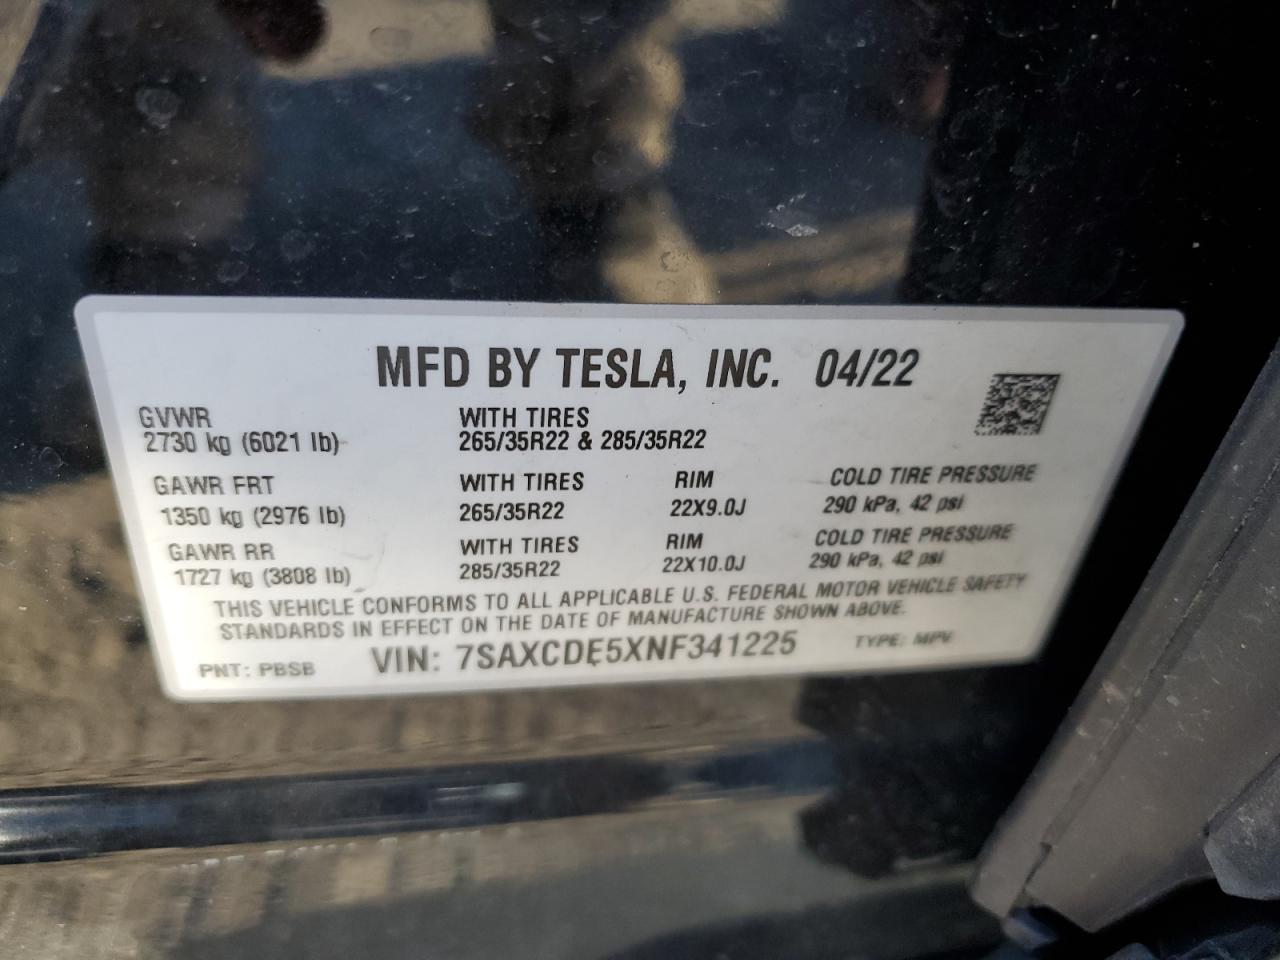 MFD BY TESLA, INC. 04/22
GVWR WITH TIRES
2730 kg (6021 lb) 265/35R22 & 285/35R22
GAWR FRT WITH TIRES RIM COLD TIRE PRESSURE
1350 kg (2976 lb) 265/35R22 22X9.0J 290 kPa, 42 psi
GAWR RR WITH TIRES RIM COLD TIRE PRESSURE
1727 kg (3808 lb) 285/35R22 22X10.0J 290 kPa, 42 psi
THIS VEHICLE CONFORMS TO ALL APPLICABLE U.S. FEDERAL MOTOR VEHICLE SAFETY
STANDARDS IN EFFECT ON THE DATE OF MANUFACTURE SHOWN ABOVE.
PNT: PBSB VIN: 7SAXCDE5XNF341225 TYPE: MPV